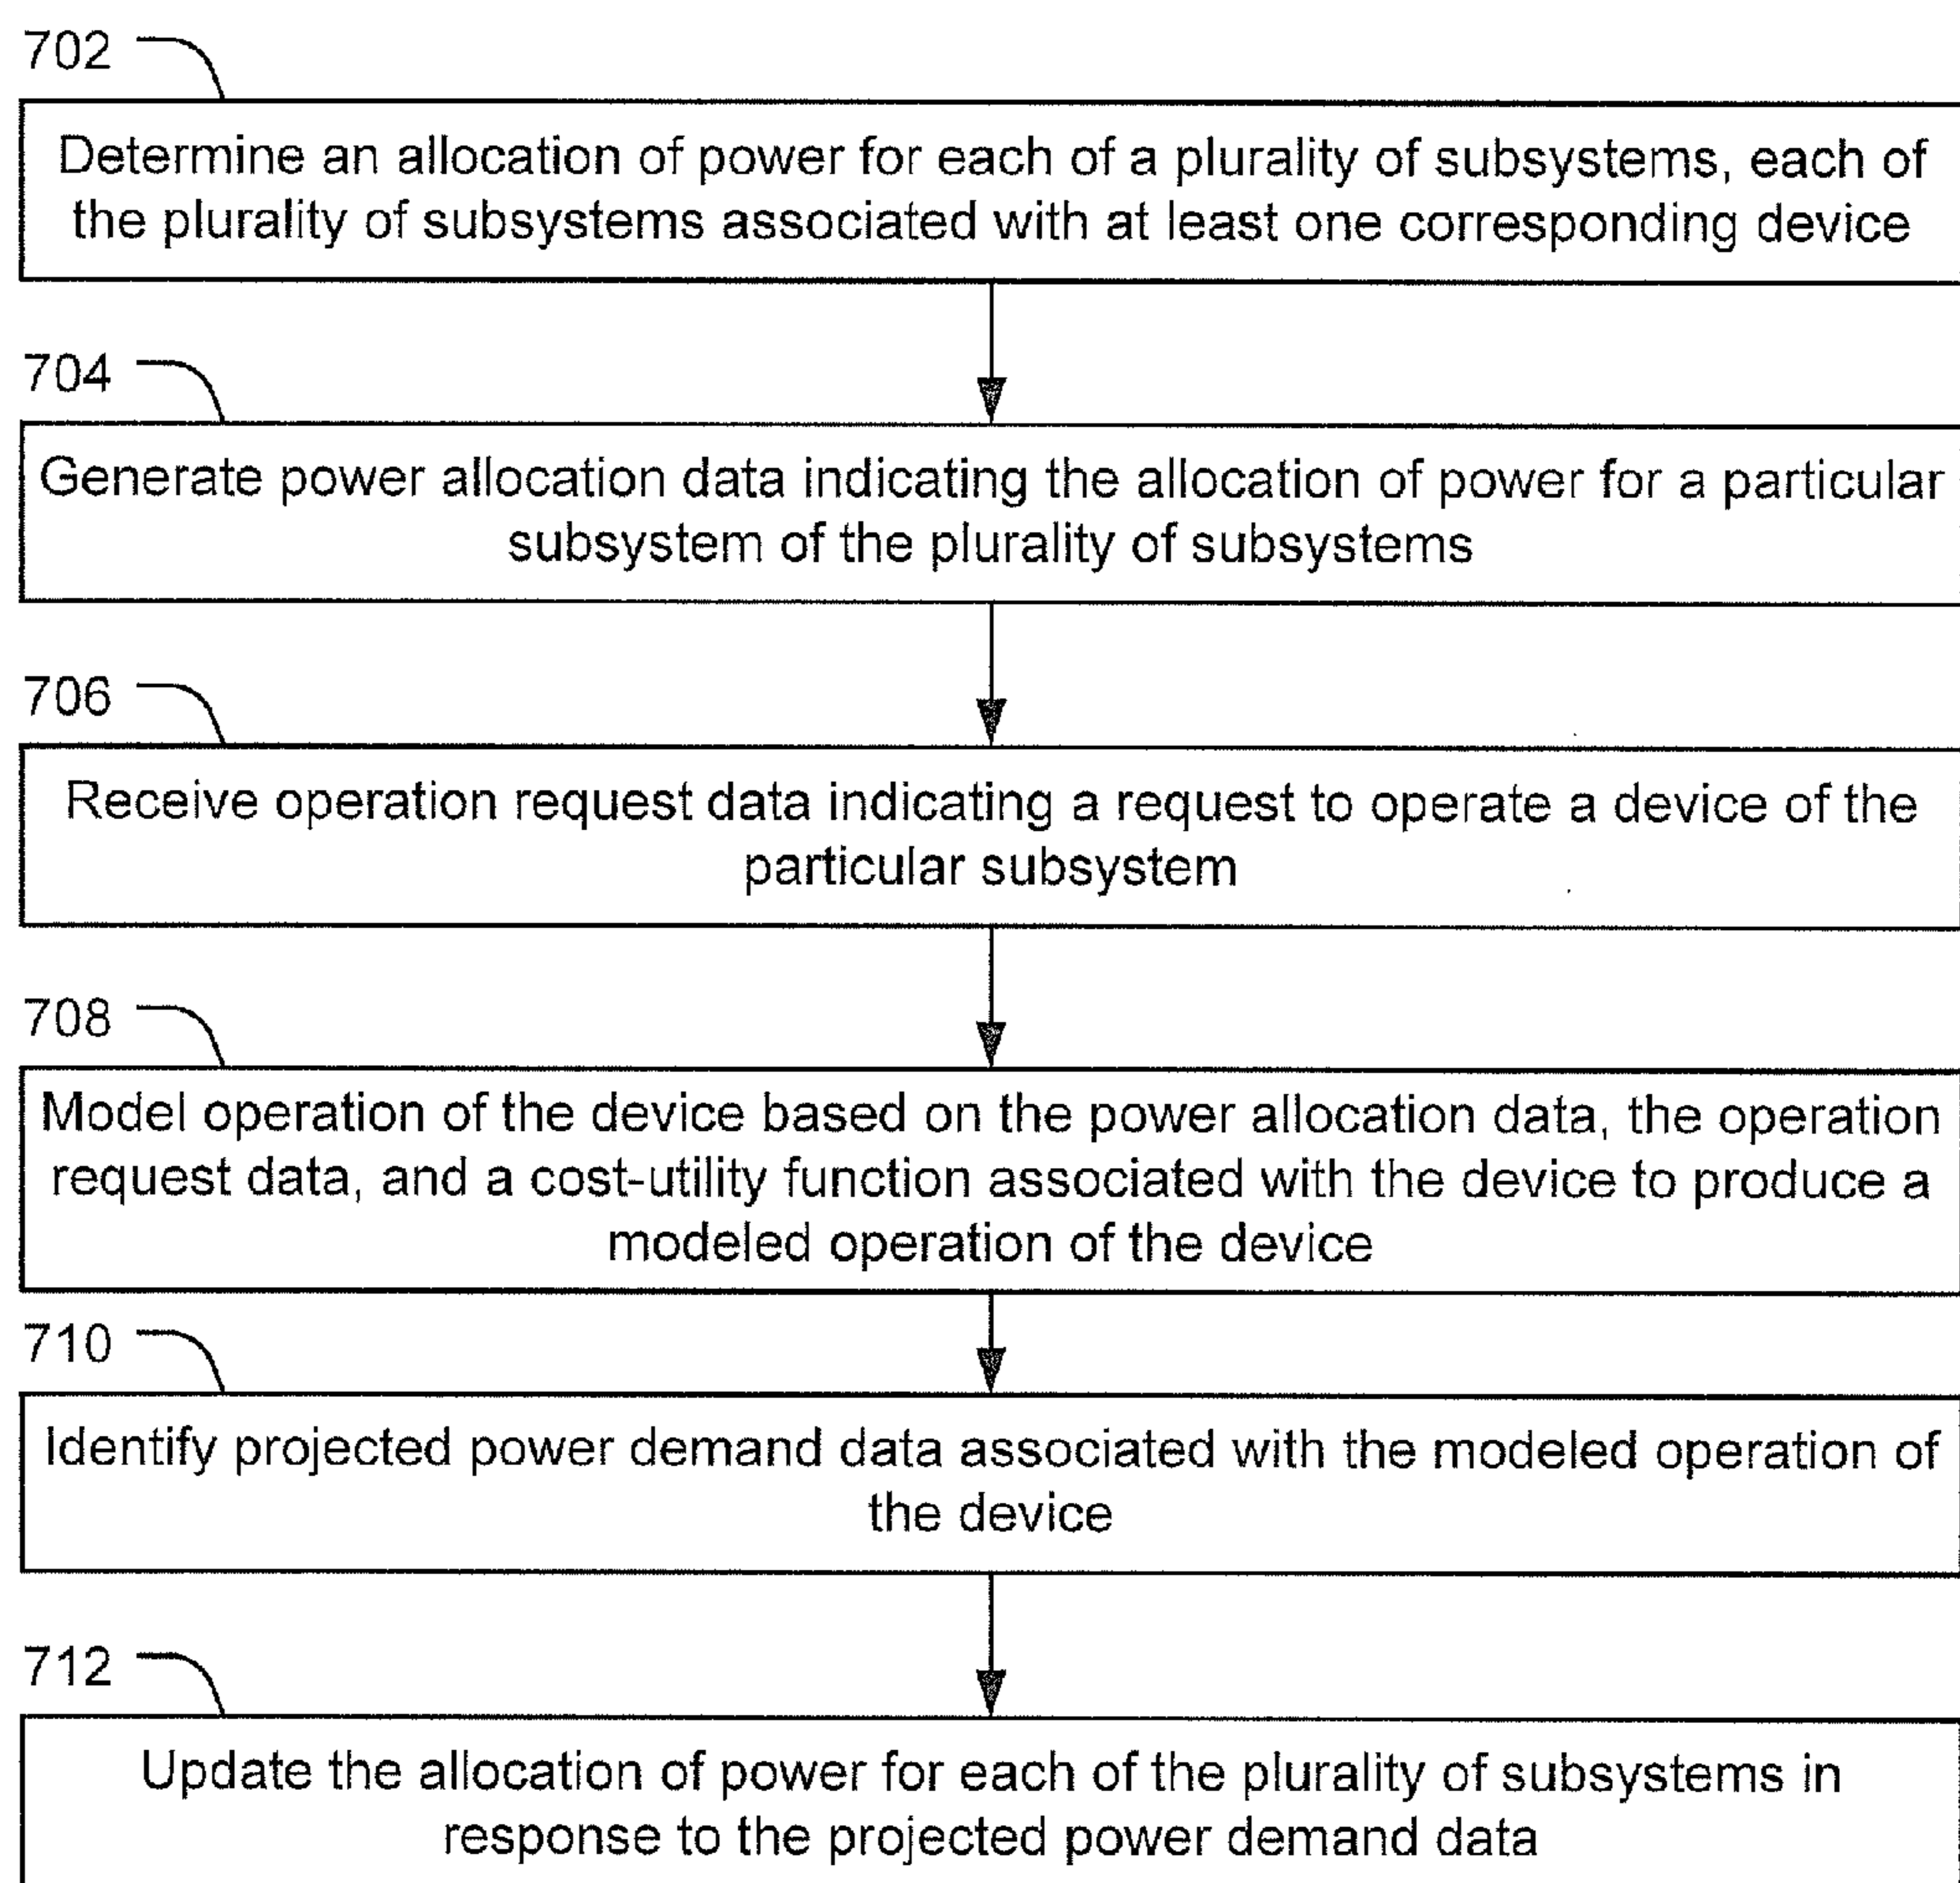 702
Determine an allocation of power for each of a plurality of subsystems, each of
the plurality of subsystems associated with at least one corresponding device
704
Generate power allocation data indicating the allocation of power for a particular
subsystem of the plurality of subsystems
706
Receive operation request data indicating a request to operate a device of the
particular subsystem
708
Model operation of the device based on the power allocation data, the operation
request data, and a cost-utility function associated with the device to produce a
modeled operation of the device
710
Identify projected power demand data associated with the modeled operation of
the device
712
Update the allocation of power for each of the plurality of subsystems in
response to the projected power demand data